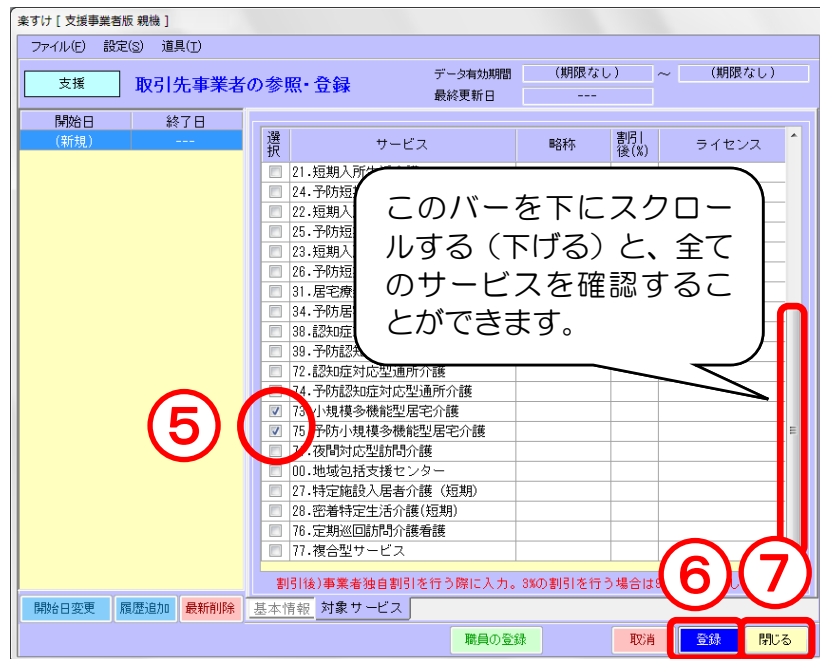 楽すけ [ 支援事業者版 親機 ]
ファイル(F) 設定(S) 道具(T)
支援 取引先事業者の参照・登録 データ有効期間 (期限なし) ～ (期限なし)
最終更新日 ---
開始日 終了日
(新規) ---
選択 サービス 略称 割引後(%) ライセンス
21.短期入所
24.予防短
22.短期入
25.予防短
23.短期入
26.予防短
31.居宅療
34.予防居
38.認知症
39.予防認知
72.認知症対応型通所介護
74.予防認知症対応型通所介護
73.小規模多機能型居宅介護
75.予防小規模多機能型居宅介護
夜間対応型訪問介護
00.地域包括支援センター
27.特定施設入居者介護 (短期)
28.密着特定生活介護(短期)
76.定期巡回訪問介護看護
77.複合型サービス
このバーを下にスクロー
ルする（下げる）と、全て
のサービスを確認するこ
とができます。
⑤
⑥
⑦
割引後)事業者独自割引を行う際に入力。3%の割引を行う場合は
開始日変更 履歴追加 最新削除 基本情報 対象サービス
職員の登録 取消 登録 閉じる